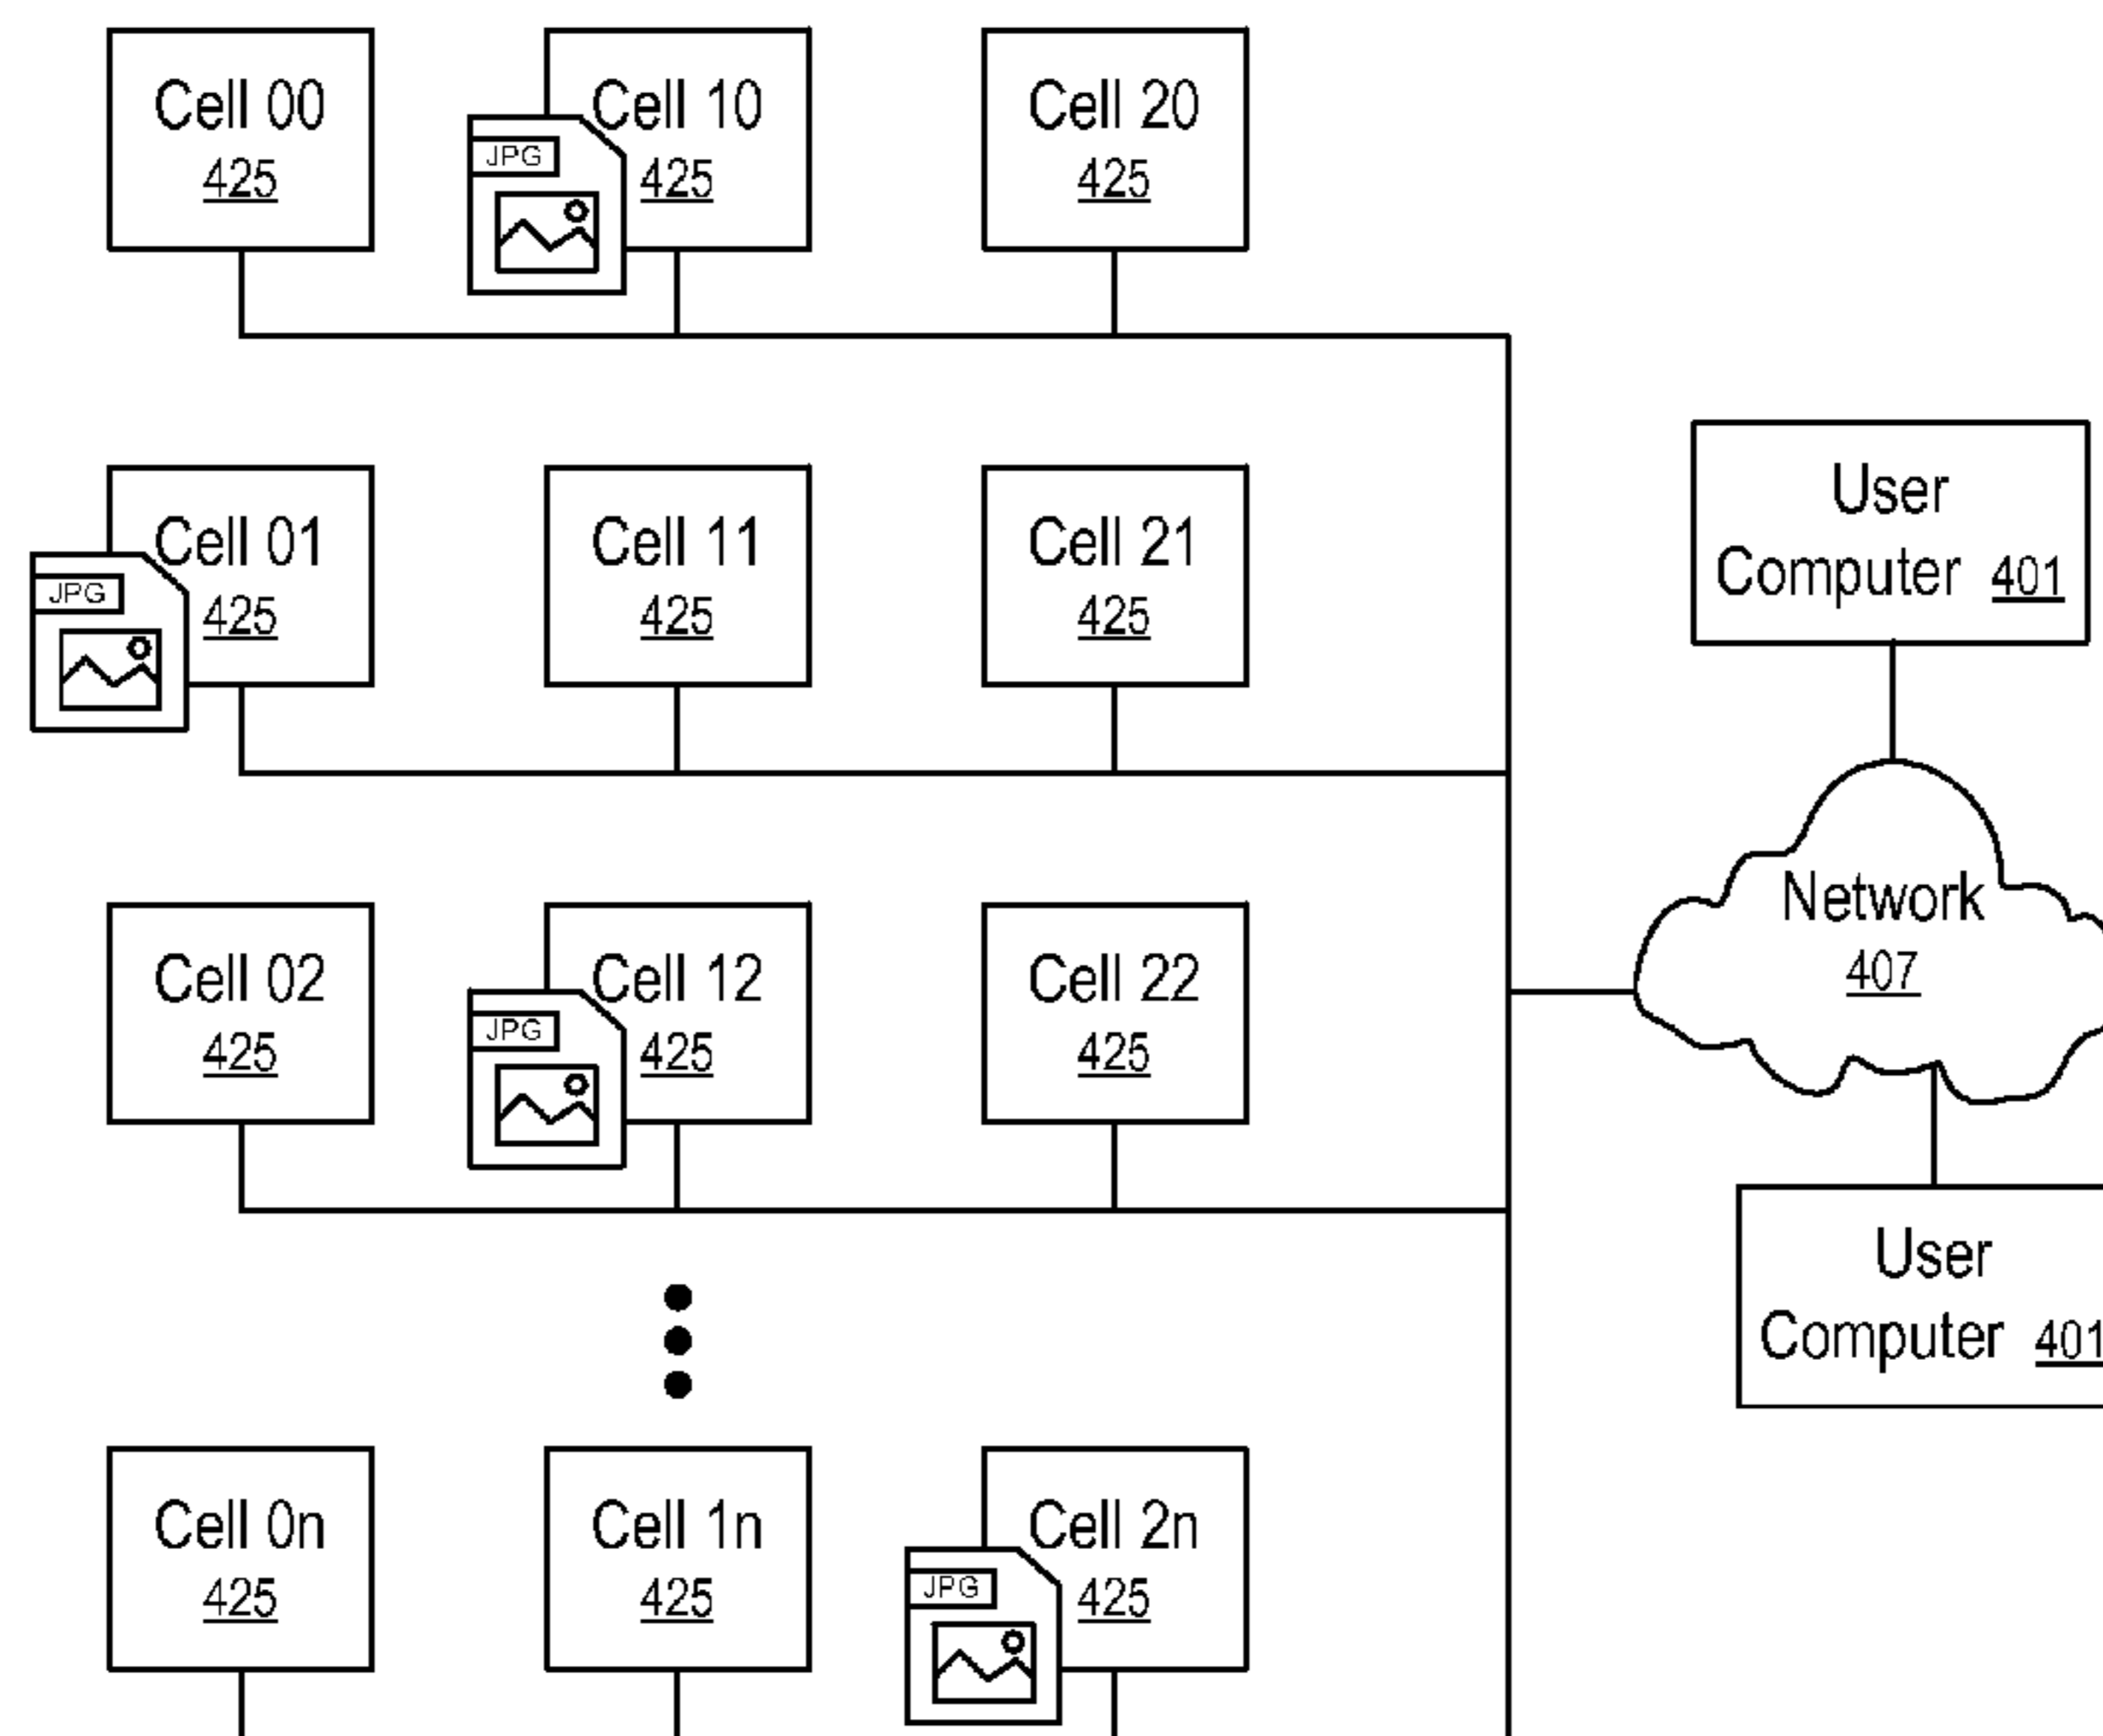 Cell 00
425
JPG
Cell 10
425
Cell 20
425
JPG
Cell 01
425
Cell 11
425
Cell 21
425
User
Computer 401
Cell 02
425
JPG
Cell 12
425
Cell 22
425
Network
407
User
Computer 401
Cell 0n
425
Cell 1n
425
JPG
Cell 2n
425